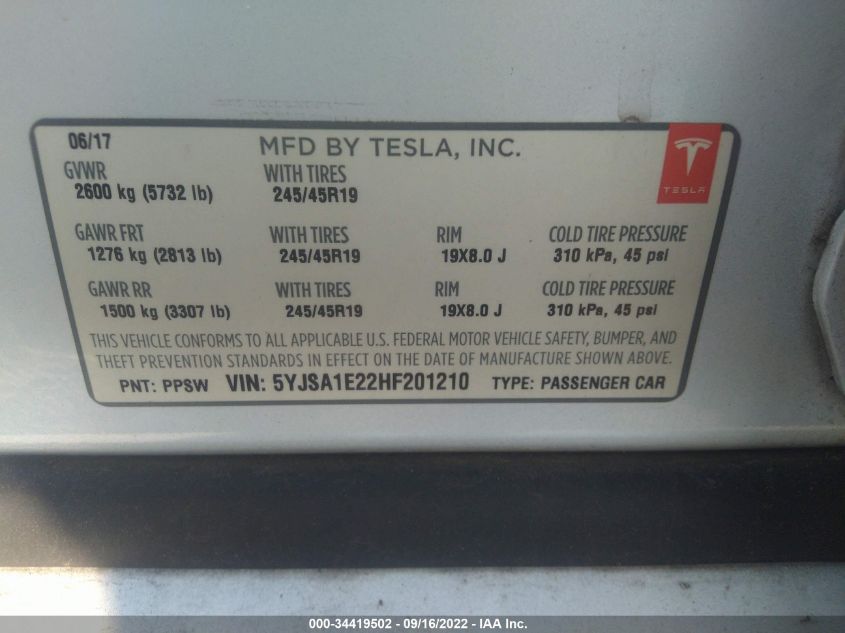 06/17 MFD BY TESLA, INC.
TESLA
GVWR WITH TIRES
2600 kg (5732 lb) 245/45R19
GAWR FRT WITH TIRES RIM COLD TIRE PRESSURE
1276 kg (2813 lb) 245/45R19 19X8.0 J 310 kPa, 45 psi
GAWR RR WITH TIRES RIM COLD TIRE PRESSURE
1500 kg (3307 lb) 245/45R19 19X8.0 J 310 kPa, 45 psi
THIS VEHICLE CONFORMS TO ALL APPLICABLE U.S. FEDERAL MOTOR VEHICLE SAFETY, BUMPER, AND
THEFT PREVENTION STANDARDS IN EFFECT ON THE DATE OF MANUFACTURE SHOWN ABOVE.
PNT: PPSW VIN: 5YJSA1E22HF201210 TYPE: PASSENGER CAR
000-34419502 - 09/16/2022 - IAA Inc.